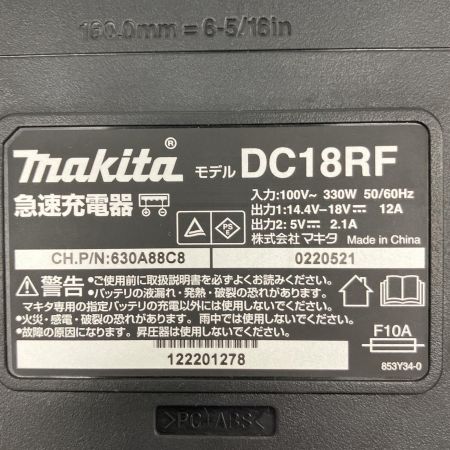 160.0mm = 6-5/16in
makita® モデル DC18RF
急速充電器
入力:100V~ 330W 50/60Hz
出力1:14.4V-18V⎓ 12A
出力2: 5V⎓ 2.1A
株式会社 マキタ Made in China
PS
E
CH.P/N:630A88C8
0220521
⚠警告 ●ご使用前に取扱説明書を必ずよくお読みください。
●バッテリの液漏れ・発熱・破裂の恐れがあります。
マキタ専用の指定バッテリの充電以外には使用しないでください。
●火災・感電・破裂の恐れがあります。雨中では使用しないでください。
●故障の原因になります。昇圧器は使用しないでください。
F10A
122201278
853Y34-0
>PC+ABS<